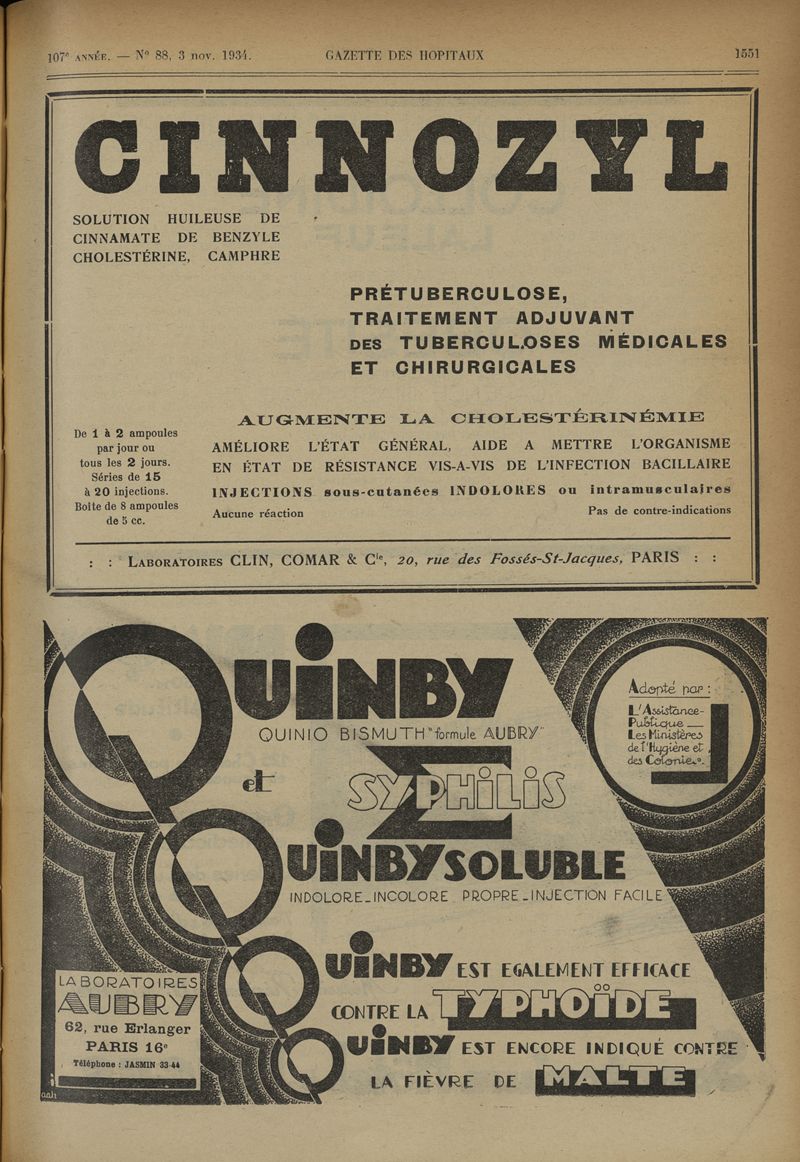 107e ANNÉE. — No 88, 3 nov. 1934. GAZETTE DES HOPITAUX 1551
CINNOZYL
SOLUTION HUILEUSE DE
CINNAMATE DE BENZYLE
CHOLESTÉRINE, CAMPHRE
PRÉTUBERCULOSE,
TRAITEMENT ADJUVANT
DES TUBERCULOSES MÉDICALES
ET CHIRURGICALES
De 1 à 2 ampoules
par jour ou
tous les 2 jours.
Séries de 15
à 20 injections.
Boîte de 8 ampoules
de 5 cc.
AUGMENTE LA CHOLESTÉRINÉMIE
AMÉLIORE L'ÉTAT GÉNÉRAL, AIDE A METTRE L'ORGANISME
EN ÉTAT DE RÉSISTANCE VIS-A-VIS DE L'INFECTION BACILLAIRE
INJECTIONS sous-cutanées INDOLORES ou intramusculaires
Aucune réaction Pas de contre-indications
: : LABORATOIRES CLIN, COMAR & Cie, 20, rue des Fossés-St-Jacques, PARIS : :
QUINBY
QUINIO BISMUTH "formule AUBRY"
Adopté par :
L'Assistance-
Publique __
Les Ministères
de l'Hygiène et
des Colonies.
et SYPHILIS
QUINBY SOLUBLE
INDOLORE_INCOLORE PROPRE_INJECTION FACILE
QUINBY EST EGALEMENT EFFICACE
CONTRE LA TYPHOÏDE
QUINBY EST ENCORE INDIQUÉ CONTRE
LA FIÈVRE DE MALTE
LABORATOIRES
AUBRY
62, rue Erlanger
PARIS 16e
Téléphone : JASMIN 33-44